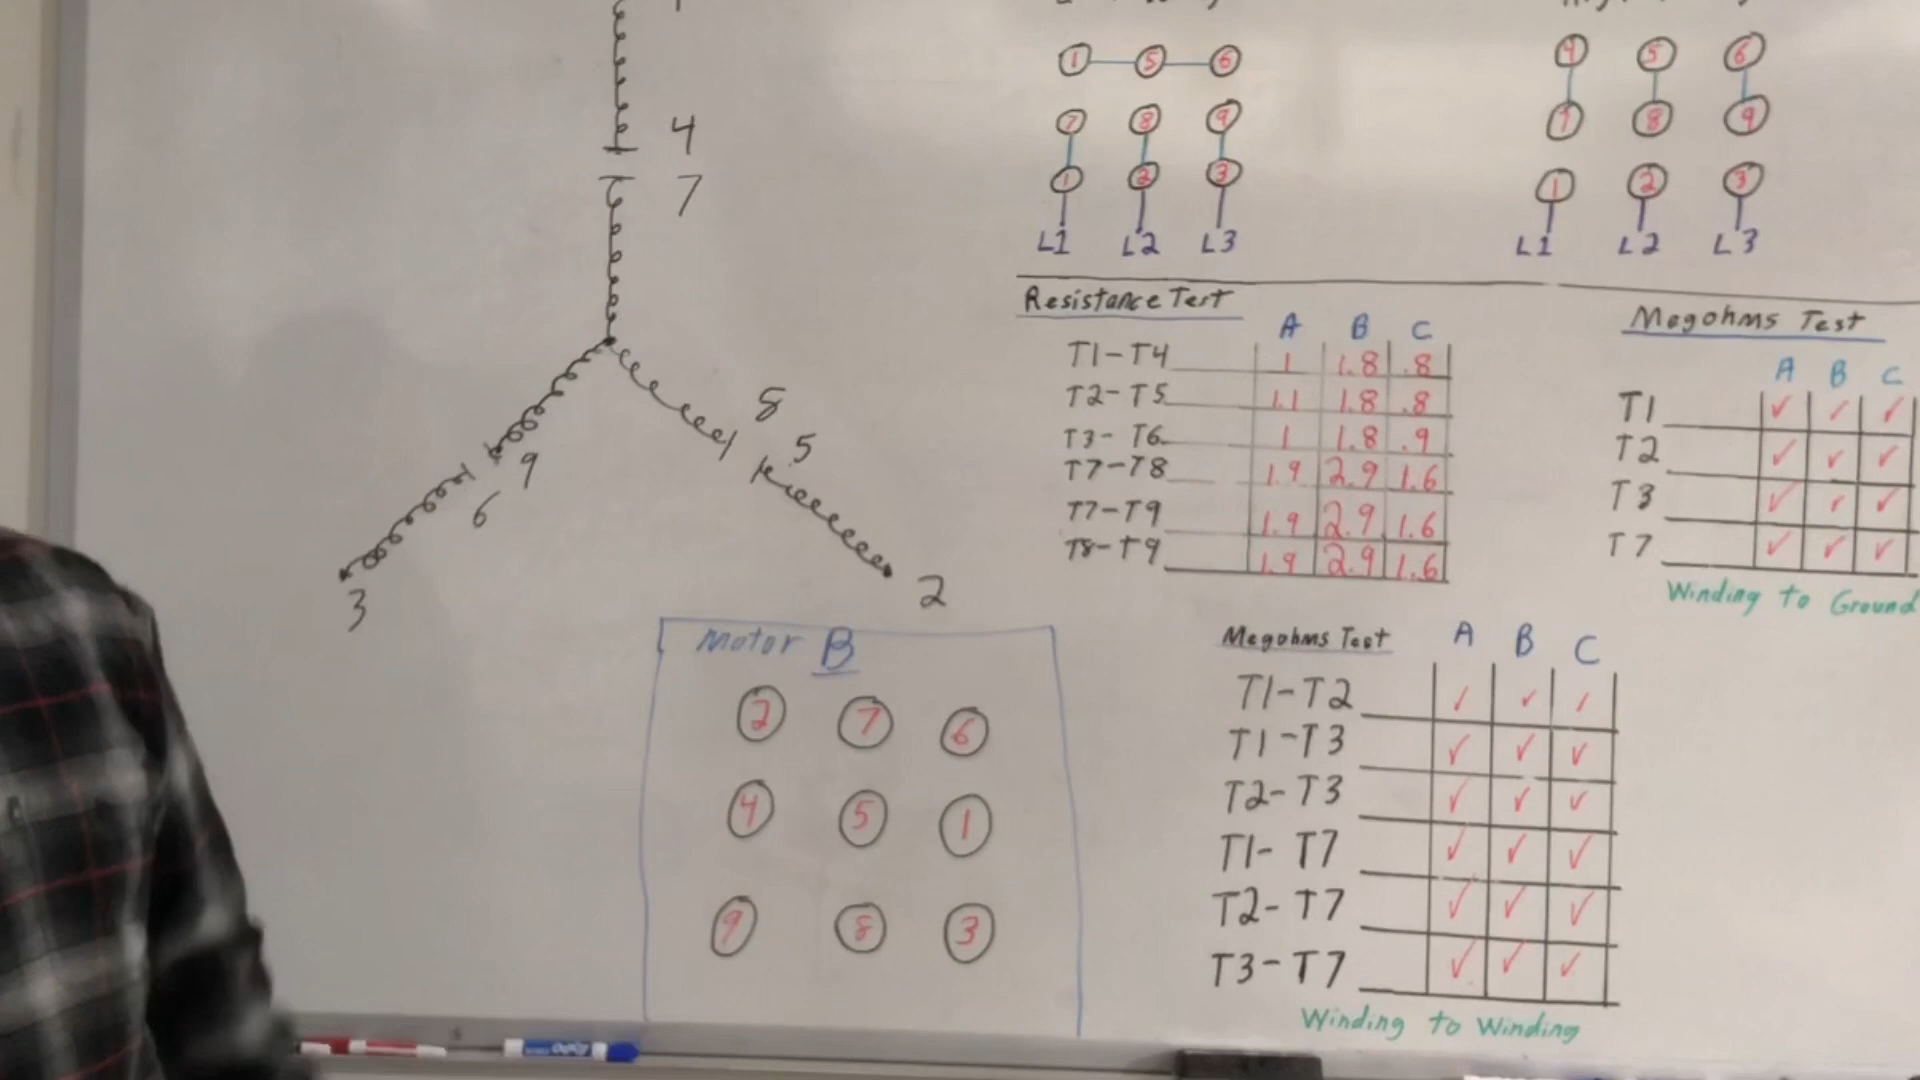 4
7
8
5
9
6
3
2
1 5 6
7 8 9
1 2 3
L1 L2 L3
4 5 6
7 8 9
1 2 3
L1 L2 L3
Resistance Test
A B C
T1-T4 1 1.8 .8
T2-T5 1.1 1.8 .8
T3-T6 1 1.8 .9
T7-T8 1.9 2.9 1.6
T7-T9 1.9 2.9 1.6
T8-T9 1.9 2.9 1.6
Megohms Test
A B C
T1 ✓ ✓ ✓
T2 ✓ ✓ ✓
T3 ✓ ✓ ✓
T7 ✓ ✓ ✓
Winding to Ground
Motor B
2 7 6
4 5 1
9 8 3
Megohms Test
A B C
T1-T2 ✓ ✓ ✓
T1-T3 ✓ ✓ ✓
T2-T3 ✓ ✓ ✓
T1-T7 ✓ ✓ ✓
T2-T7 ✓ ✓ ✓
T3-T7 ✓ ✓ ✓
Winding to Winding
EXPO